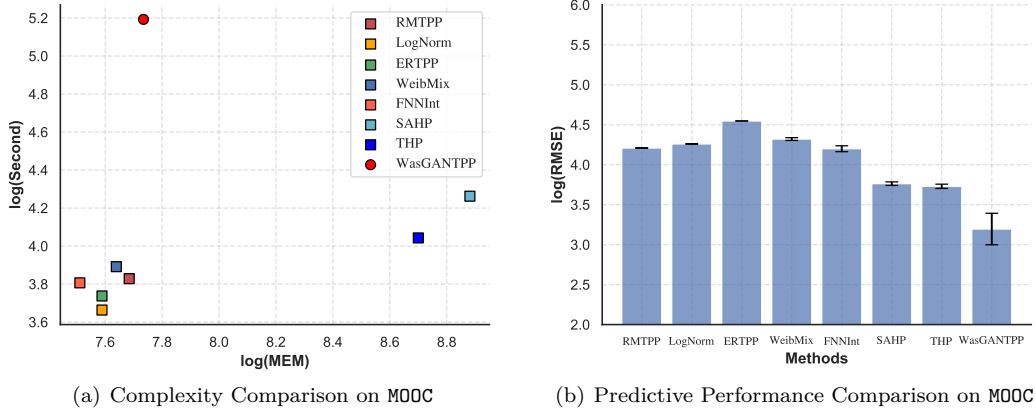 5.2
5.0
4.8
4.6
4.4
4.2
4.0
3.8
3.6
log(Second)
RMTPP
LogNorm
ERTPP
WeibMix
FNNInt
SAHP
THP
WasGANTPP
7.6 7.8 8.0 8.2 8.4 8.6 8.8
log(MEM)
(a) Complexity Comparison on MOOC
6.0
5.5
5.0
4.5
4.0
3.5
3.0
2.5
2.0
log(RMSE)
RMTPP LogNorm ERTPP WeibMix FNNInt SAHP THP WasGANTPP
Methods
(b) Predictive Performance Comparison on MOOC